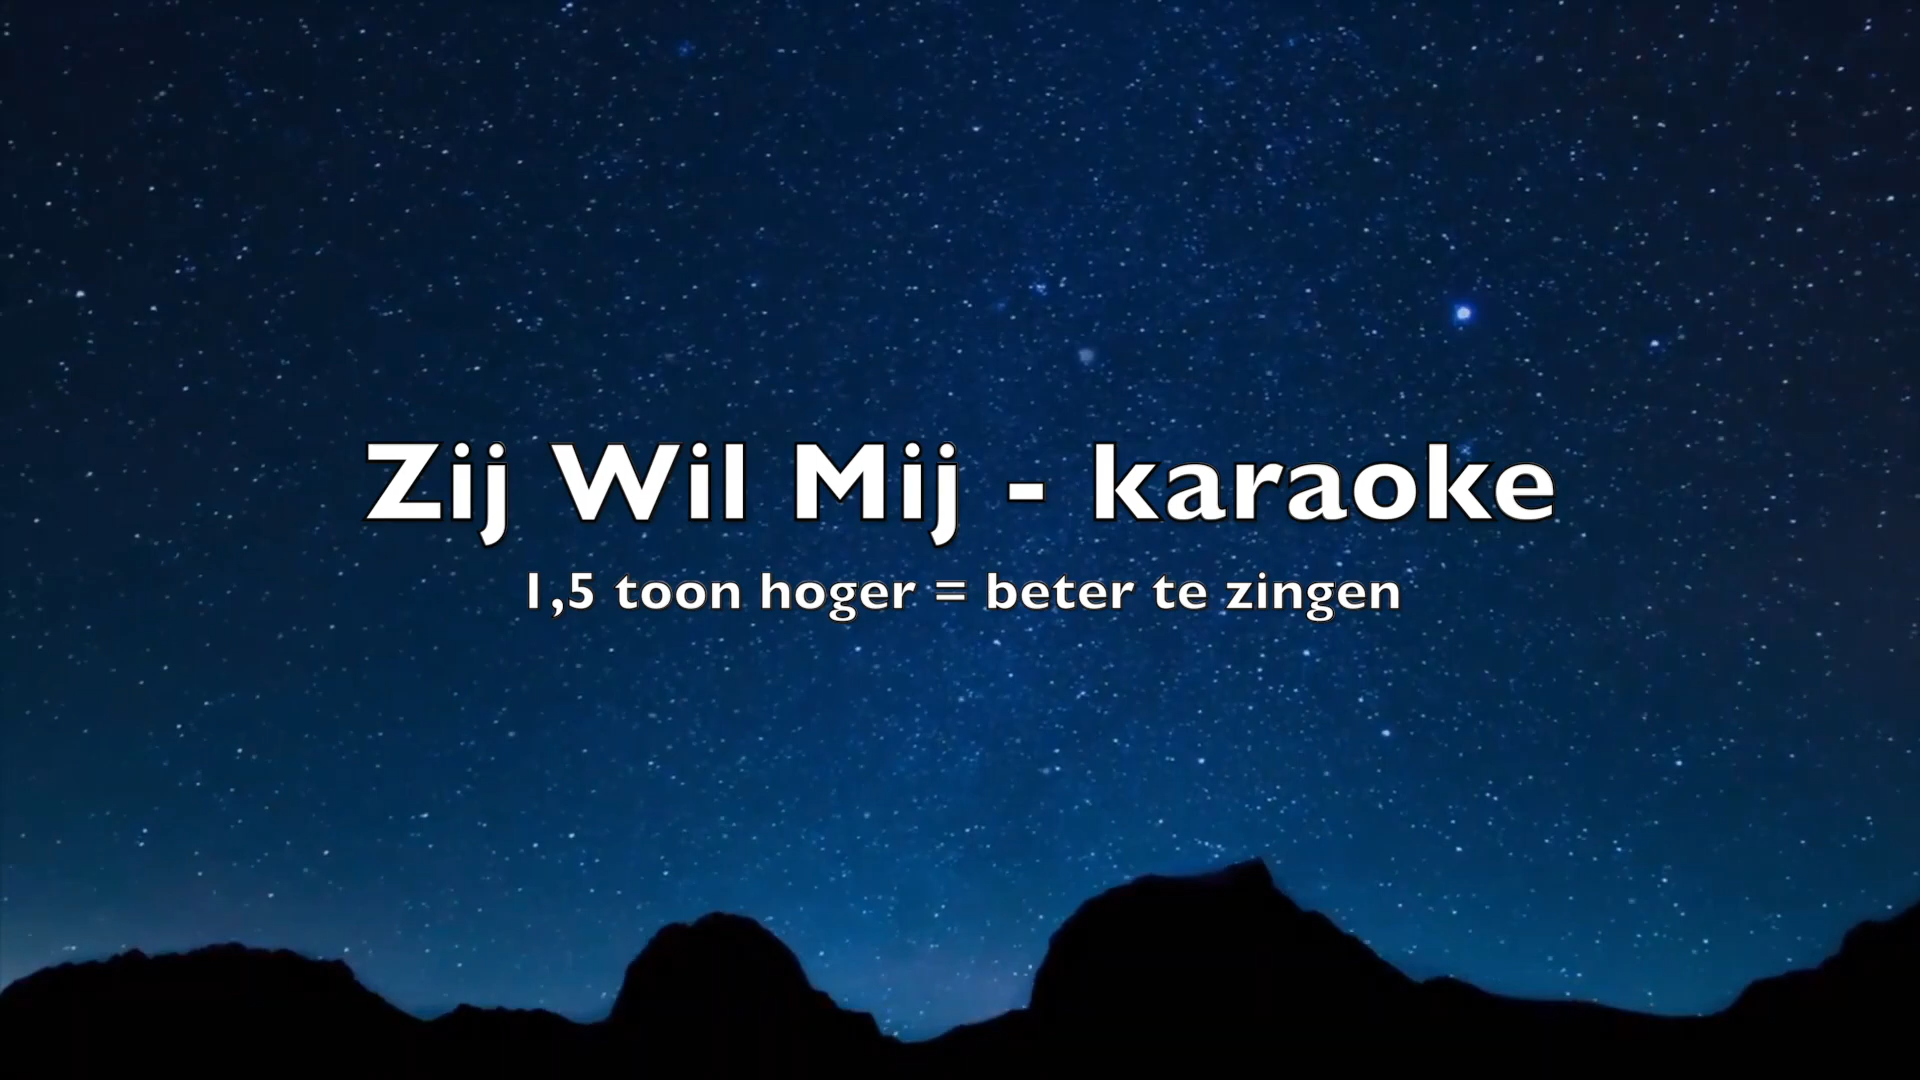 Zij Wil Mij - karaoke
1,5 toon hoger = beter te zingen